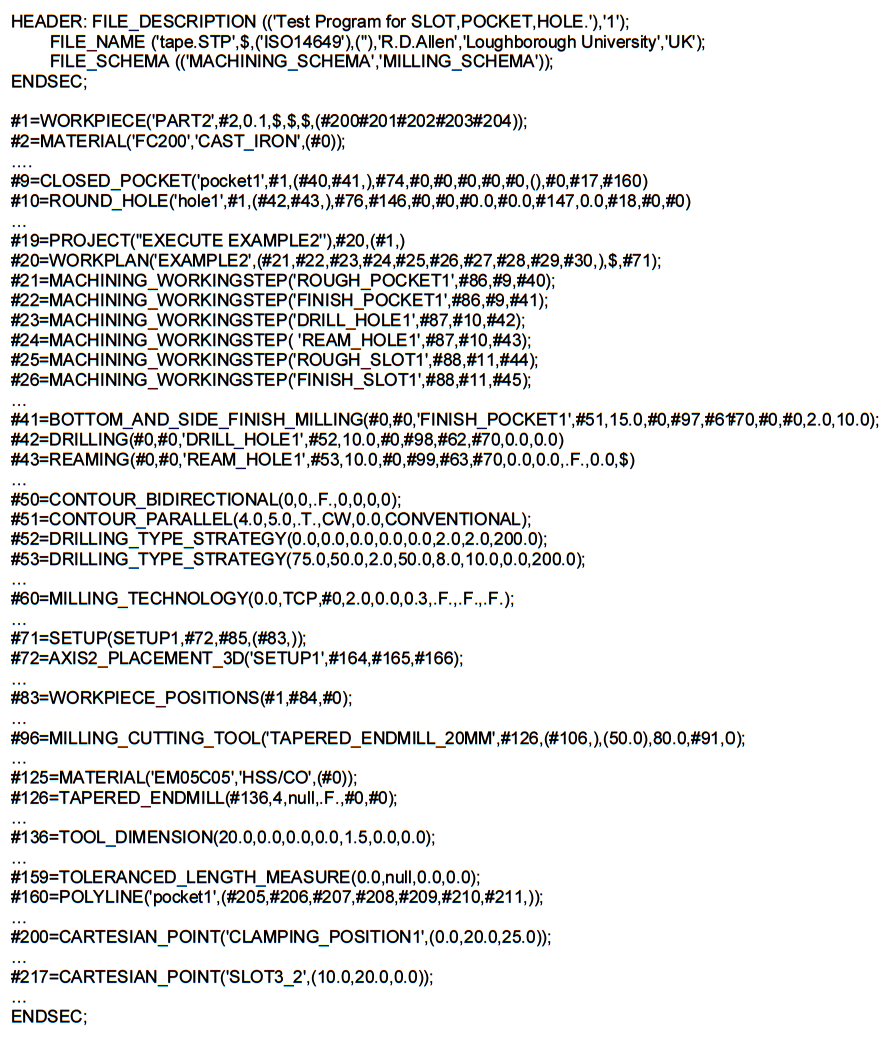 HEADER: FILE_DESCRIPTION (('Test Program for SLOT,POCKET,HOLE.'),'1');
FILE_NAME ('tape.STP',$,('ISO14649'),(''),'R.D.Allen','Loughborough University','UK');
FILE_SCHEMA (('MACHINING_SCHEMA','MILLING_SCHEMA'));
ENDSEC;
#1=WORKPIECE('PART2',#2,0.1,$,$,$,(#200#201#202#203#204));
#2=MATERIAL('FC200','CAST_IRON',(#0));
....
#9=CLOSED_POCKET('pocket1',#1,(#40,#41,),#74,#0,#0,#0,#0,#0,(),#0,#17,#160)
#10=ROUND_HOLE('hole1',#1,(#42,#43,),#76,#146,#0,#0,#0.0,#0.0,#147,0.0,#18,#0,#0)
...
#19=PROJECT("EXECUTE EXAMPLE2"),#20,(#1,)
#20=WORKPLAN('EXAMPLE2',(#21,#22,#23,#24,#25,#26,#27,#28,#29,#30,),$,#71);
#21=MACHINING_WORKINGSTEP('ROUGH_POCKET1',#86,#9,#40);
#22=MACHINING_WORKINGSTEP('FINISH_POCKET1',#86,#9,#41);
#23=MACHINING_WORKINGSTEP('DRILL_HOLE1',#87,#10,#42);
#24=MACHINING_WORKINGSTEP( 'REAM_HOLE1',#87,#10,#43);
#25=MACHINING_WORKINGSTEP('ROUGH_SLOT1',#88,#11,#44);
#26=MACHINING_WORKINGSTEP('FINISH_SLOT1',#88,#11,#45);
...
#41=BOTTOM_AND_SIDE_FINISH_MILLING(#0,#0,'FINISH_POCKET1',#51,15.0,#0,#97,#61#70,#0,#0,2.0,10.0);
#42=DRILLING(#0,#0,'DRILL_HOLE1',#52,10.0,#0,#98,#62,#70,0.0,0.0)
#43=REAMING(#0,#0,'REAM_HOLE1',#53,10.0,#0,#99,#63,#70,0.0,0.0,.F.,0.0,$)
...
#50=CONTOUR_BIDIRECTIONAL(0,0,.F.,0,0,0,0);
#51=CONTOUR_PARALLEL(4.0,5.0,.T.,CW,0.0,CONVENTIONAL);
#52=DRILLING_TYPE_STRATEGY(0.0,0.0,0.0,0.0,0.0,2.0,2.0,200.0);
#53=DRILLING_TYPE_STRATEGY(75.0,50.0,2.0,50.0,8.0,10.0,0.0,200.0);
...
#60=MILLING_TECHNOLOGY(0.0,TCP,#0,2.0,0.0,0.3,.F.,.F.,.F.);
...
#71=SETUP(SETUP1,#72,#85,(#83,));
#72=AXIS2_PLACEMENT_3D('SETUP1',#164,#165,#166);
...
#83=WORKPIECE_POSITIONS(#1,#84,#0);
...
#96=MILLING_CUTTING_TOOL('TAPERED_ENDMILL_20MM',#126,(#106,),(50.0),80.0,#91,0);
...
#125=MATERIAL('EM05C05','HSS/CO',(#0));
#126=TAPERED_ENDMILL(#136,4,null,.F.,#0,#0);
...
#136=TOOL_DIMENSION(20.0,0.0,0.0,0.0,1.5,0.0,0.0);
...
#159=TOLERANCED_LENGTH_MEASURE(0.0,null,0.0,0.0);
#160=POLYLINE('pocket1',(#205,#206,#207,#208,#209,#210,#211,));
...
#200=CARTESIAN_POINT('CLAMPING_POSITION1',(0.0,20.0,25.0));
...
#217=CARTESIAN_POINT('SLOT3_2',(10.0,20.0,0.0));
...
ENDSEC;